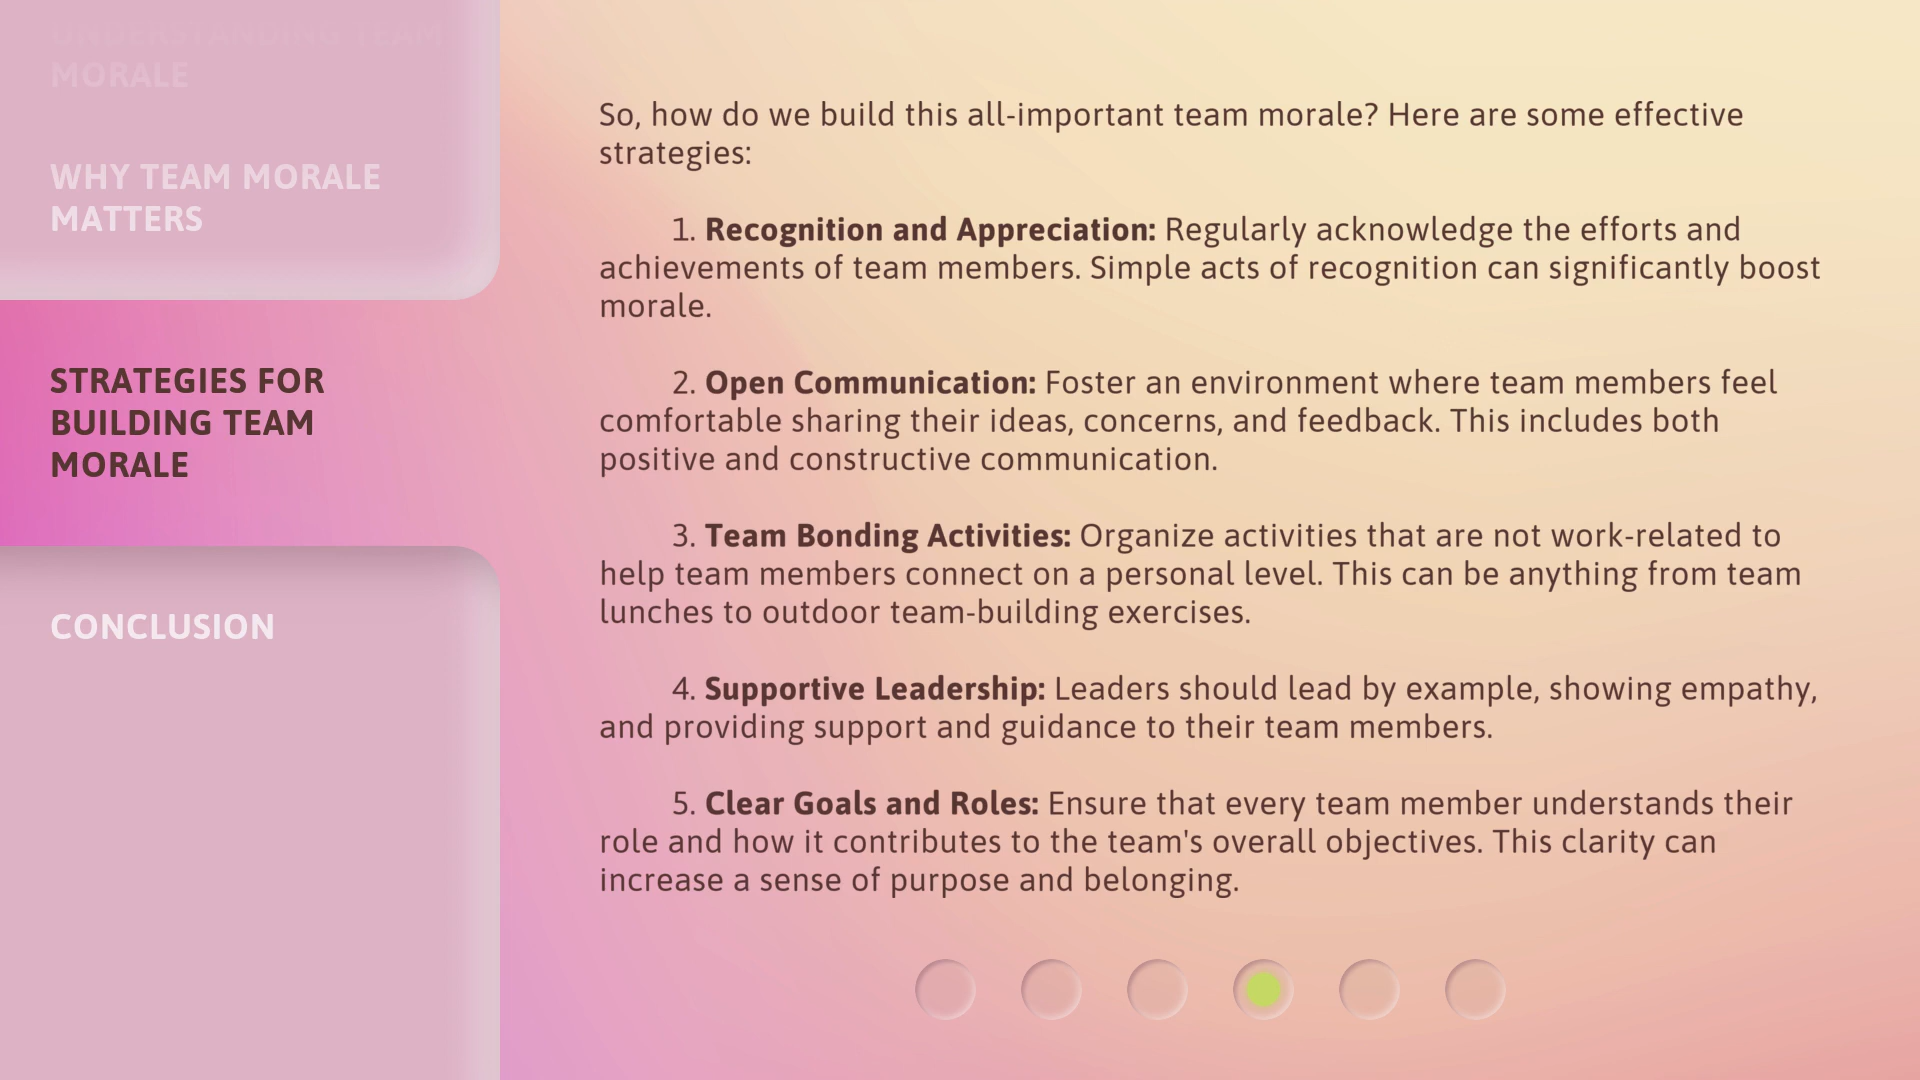 UNDERSTANDING TEAM
MORALE
WHY TEAM MORALE
MATTERS
STRATEGIES FOR
BUILDING TEAM
MORALE
CONCLUSION
So, how do we build this all-important team morale? Here are some effective
strategies:
1. Recognition and Appreciation: Regularly acknowledge the efforts and
achievements of team members. Simple acts of recognition can significantly boost
morale.
2. Open Communication: Foster an environment where team members feel
comfortable sharing their ideas, concerns, and feedback. This includes both
positive and constructive communication.
3. Team Bonding Activities: Organize activities that are not work-related to
help team members connect on a personal level. This can be anything from team
lunches to outdoor team-building exercises.
4. Supportive Leadership: Leaders should lead by example, showing empathy,
and providing support and guidance to their team members.
5. Clear Goals and Roles: Ensure that every team member understands their
role and how it contributes to the team's overall objectives. This clarity can
increase a sense of purpose and belonging.